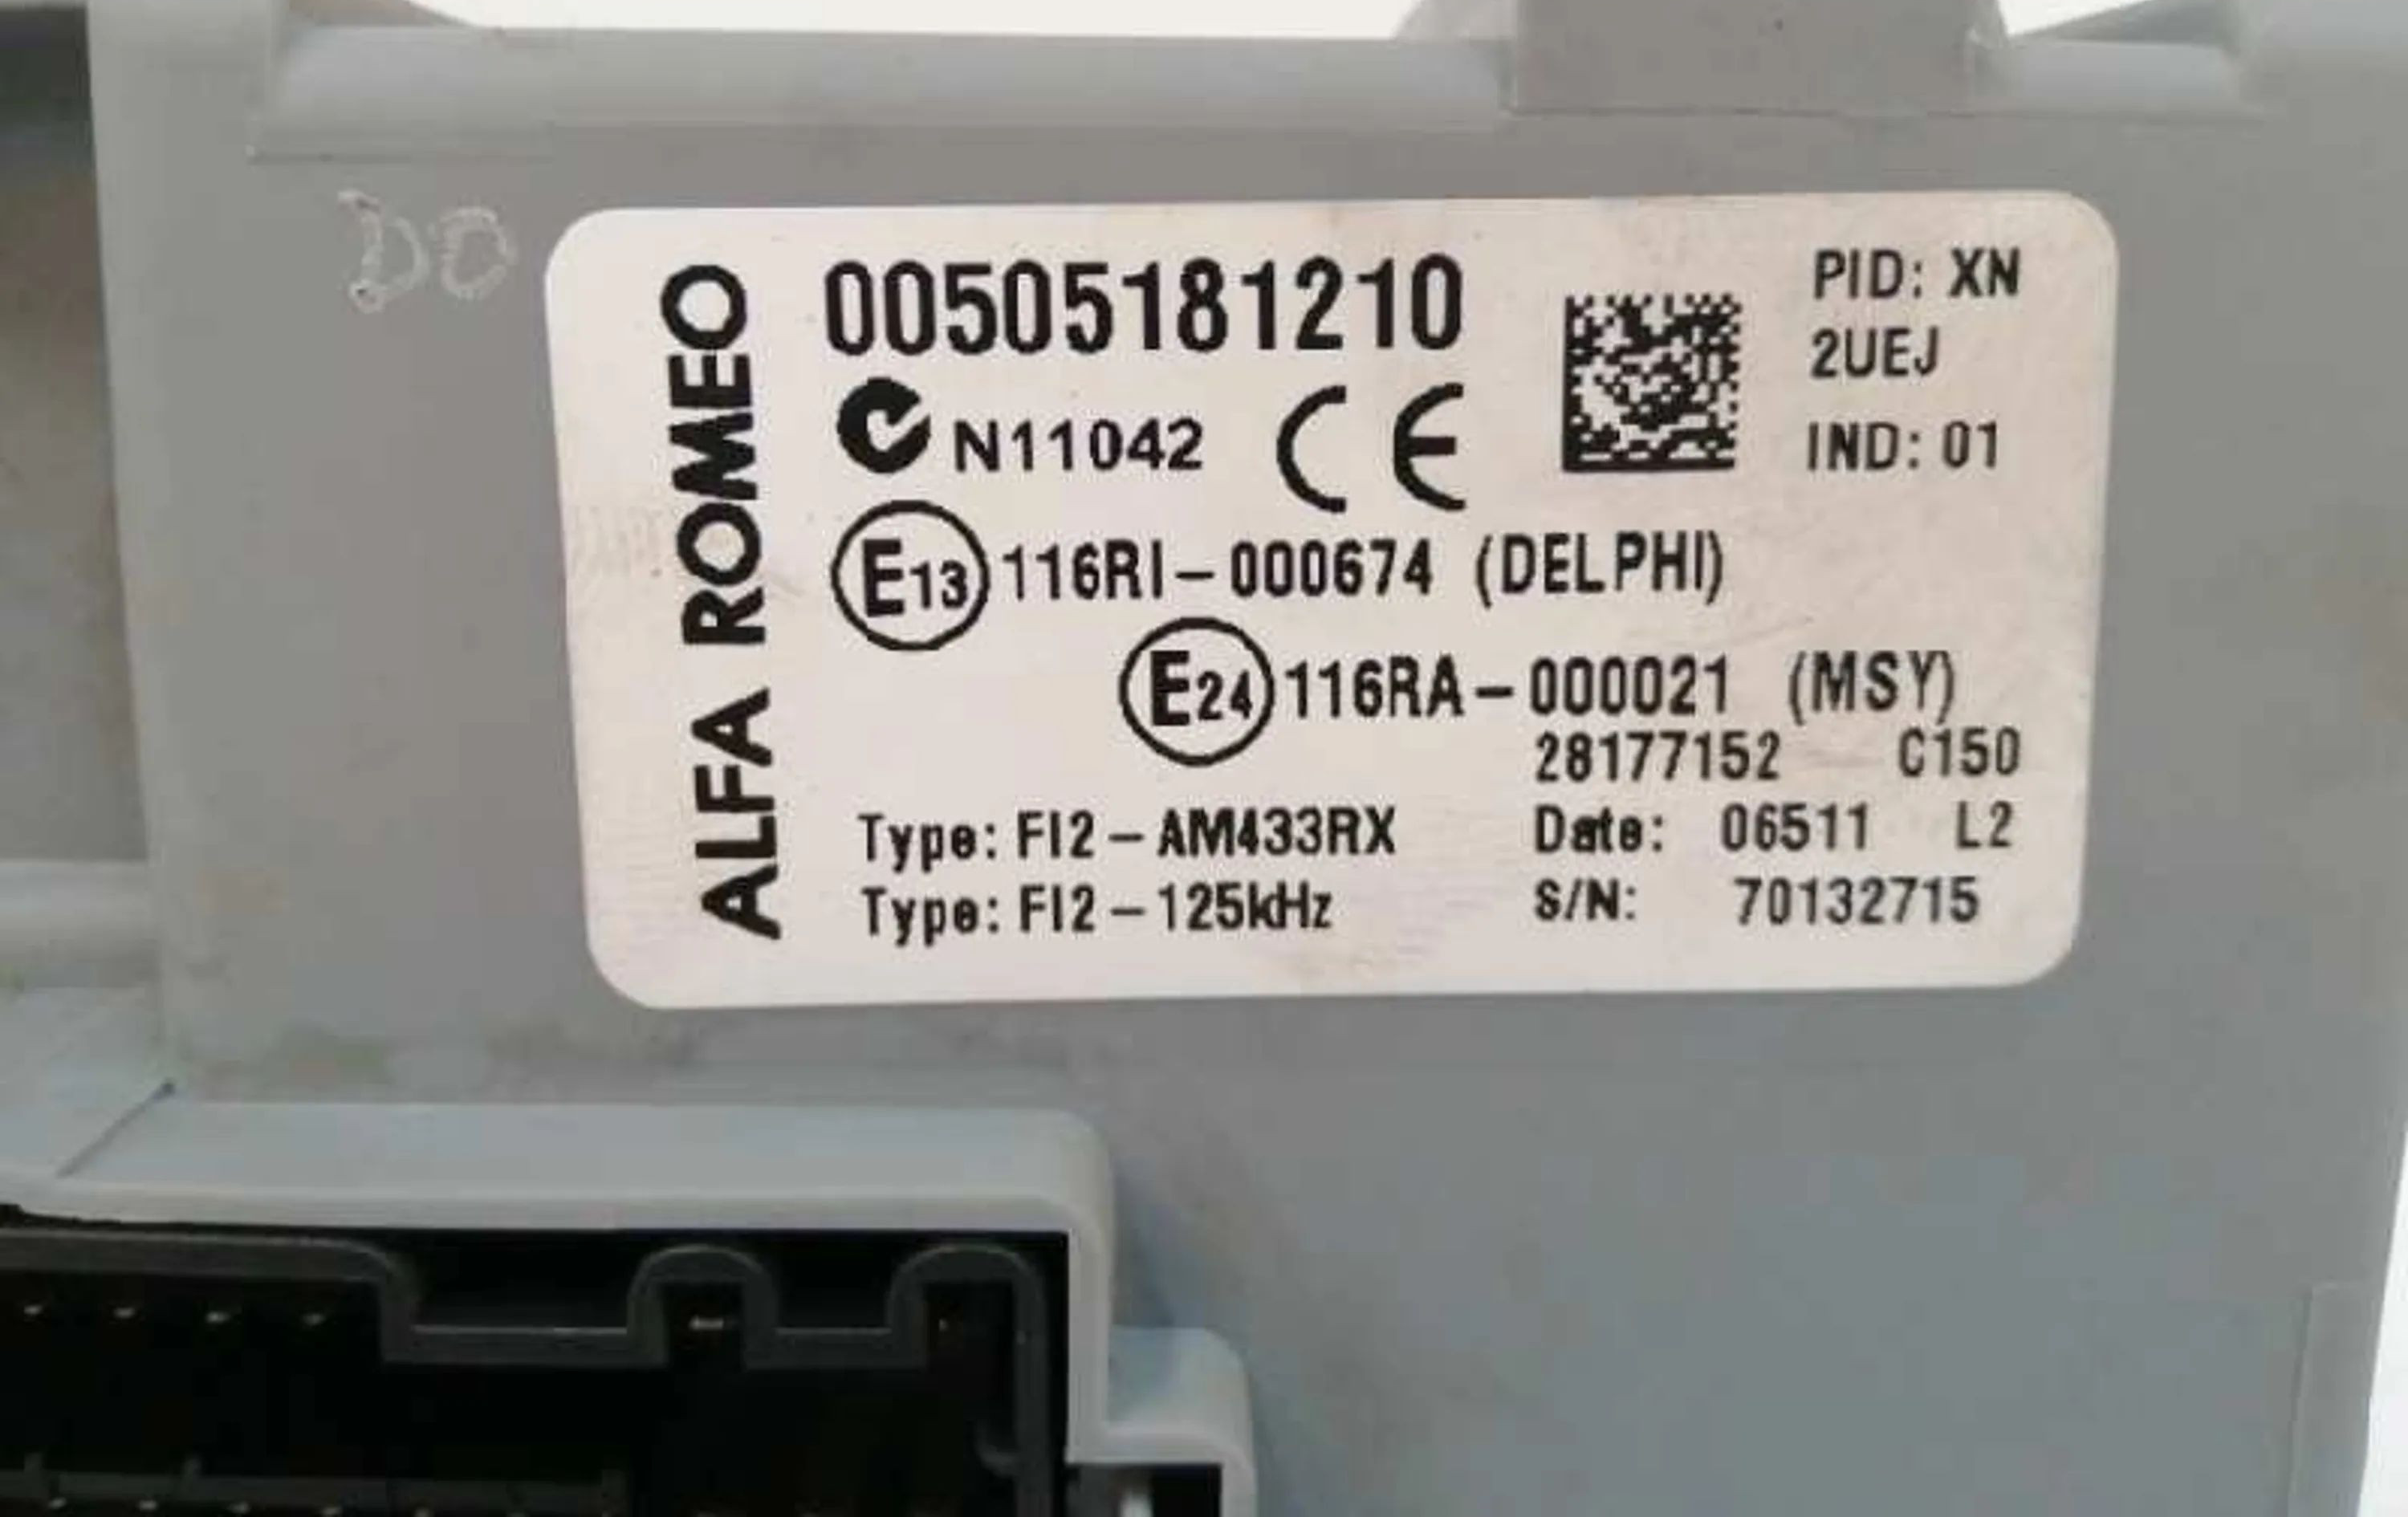 DO
ALFA ROMEO
00505181210
PID: XN
2UEJ
IND: 01
N11042 CE
E13 116RI-000674 (DELPHI)
E24 116RA-000021 (MSY)
28177152 C150
Type: FI2-AM433RX
Date: 06511 L2
Type: FI2-125kHz
S/N: 70132715